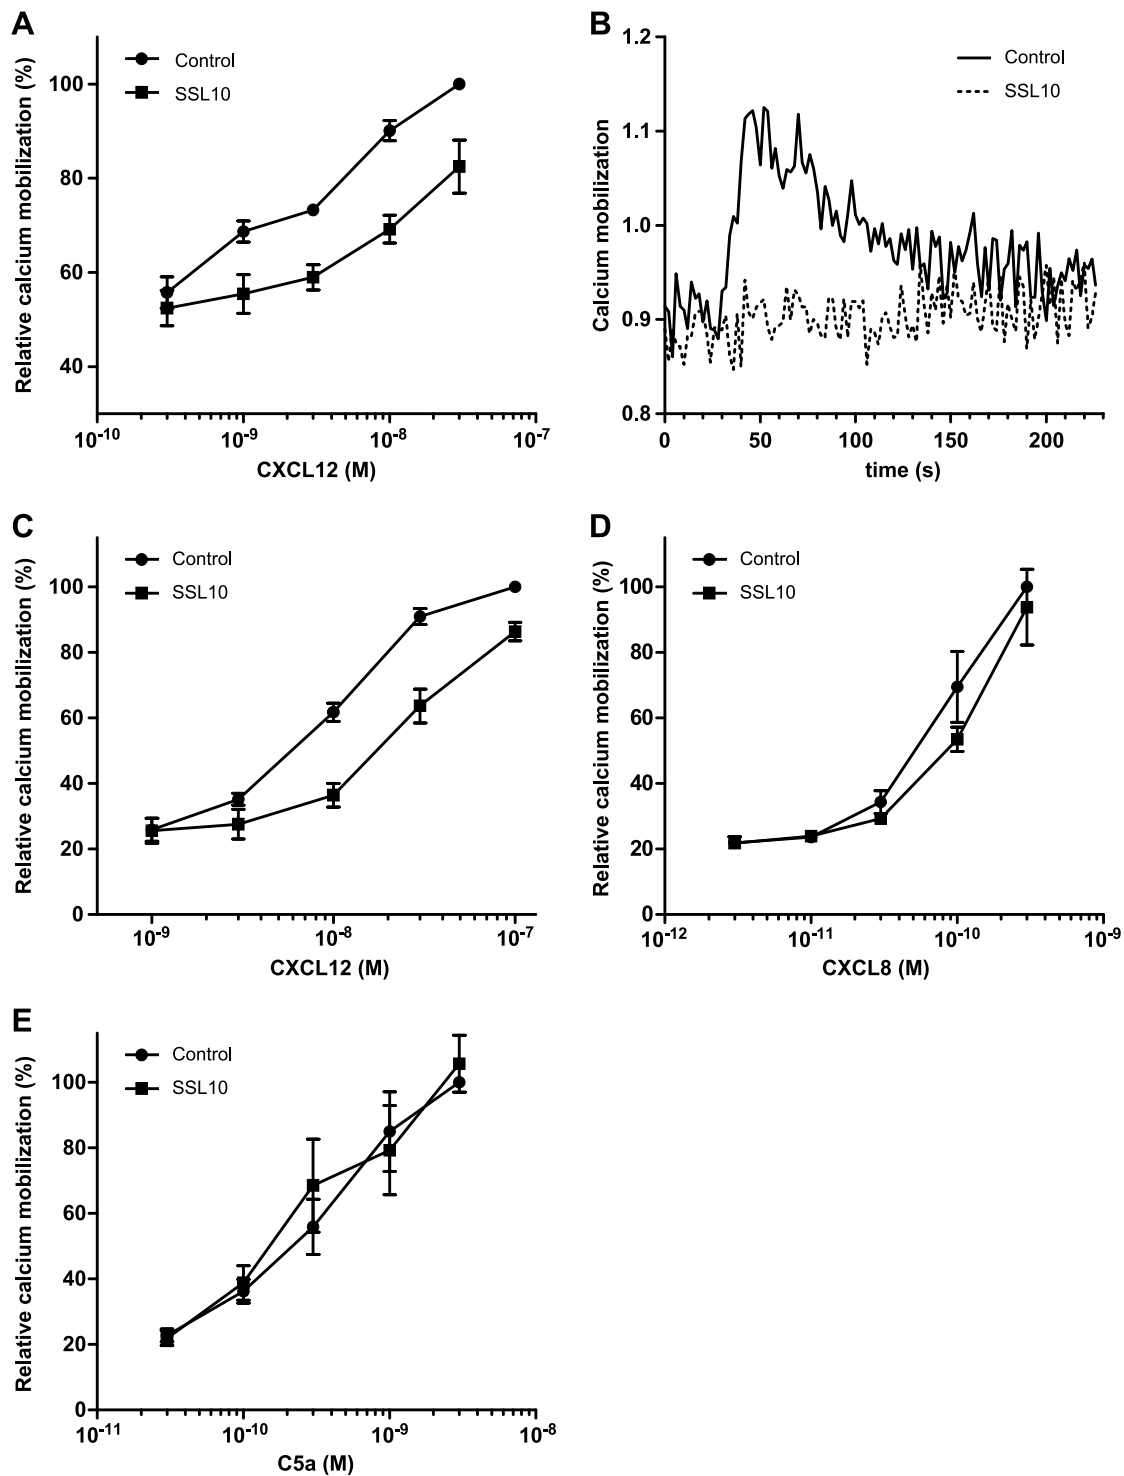 A
Relative calcium mobilization (%)
Control
SSL10
100
80
60
40
10-10
10-9
10-8
10-7
CXCL12 (M)
B
Calcium mobilization
Control
SSL10
1.2
1.1
1.0
0.9
0.8
0
50
100
150
200
time (s)
C
Relative calcium mobilization (%)
Control
SSL10
100
80
60
40
20
0
10-9
10-8
10-7
CXCL12 (M)
D
Relative calcium mobilization (%)
Control
SSL10
100
80
60
40
20
0
10-12
10-11
10-10
10-9
CXCL8 (M)
E
Relative calcium mobilization (%)
Control
SSL10
100
80
60
40
20
0
10-11
10-10
10-9
10-8
C5a (M)